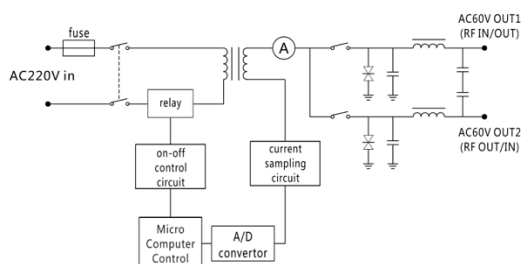 fuse
AC220V in
relay
on-off
control
circuit
Micro
Computer
Control
A/D
convertor
current
sampling
circuit
A
AC60V OUT1
(RF IN/OUT)
AC60V OUT2
(RF OUT/IN)